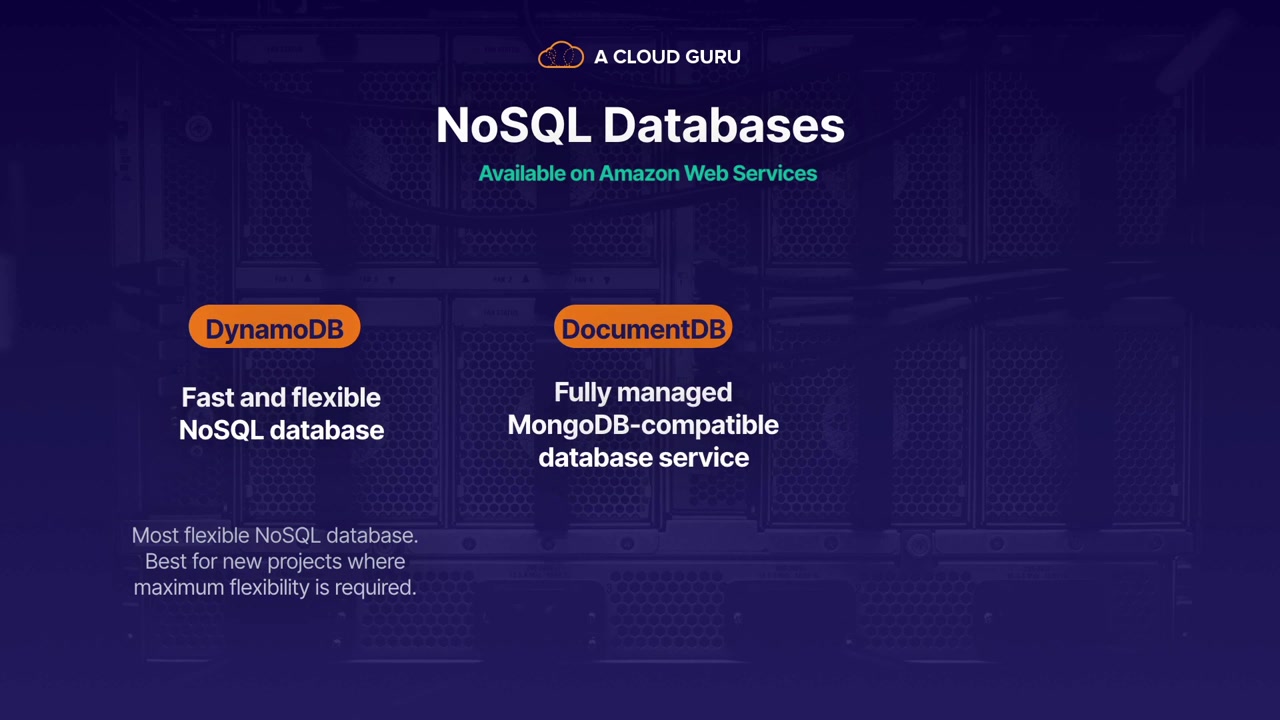 A CLOUD GURU
NoSQL Databases
Available on Amazon Web Services
DynamoDB
Fast and flexible
NoSQL database
Most flexible NoSQL database.
Best for new projects where
maximum flexibility is required.
DocumentDB
Fully managed
MongoDB-compatible
database service